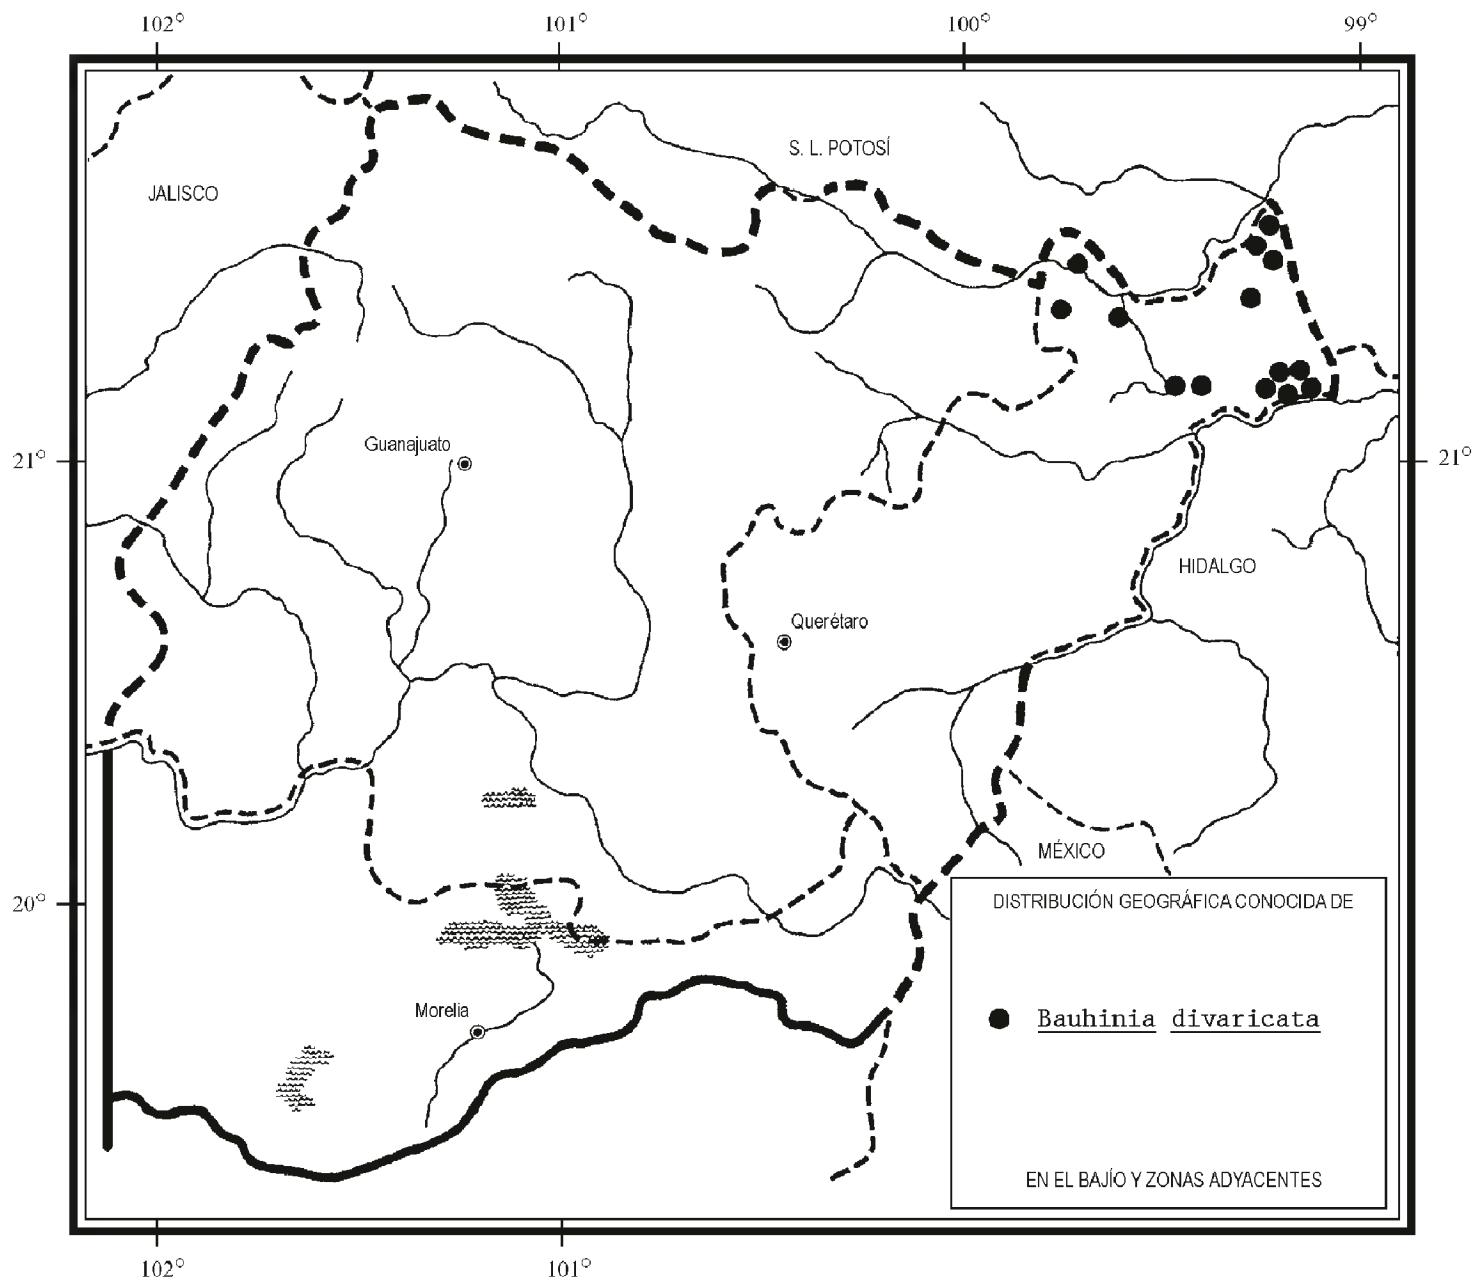 102° 101° 100° 99°
S. L. POTOSÍ
JALISCO
Guanajuato
21° 21°
HIDALGO
Querétaro
MÉXICO
20°
DISTRIBUCIÓN GEOGRÁFICA CONOCIDA DE
Morelia
Bauhinia divaricata
EN EL BAJÍO Y ZONAS ADYACENTES
102° 101°